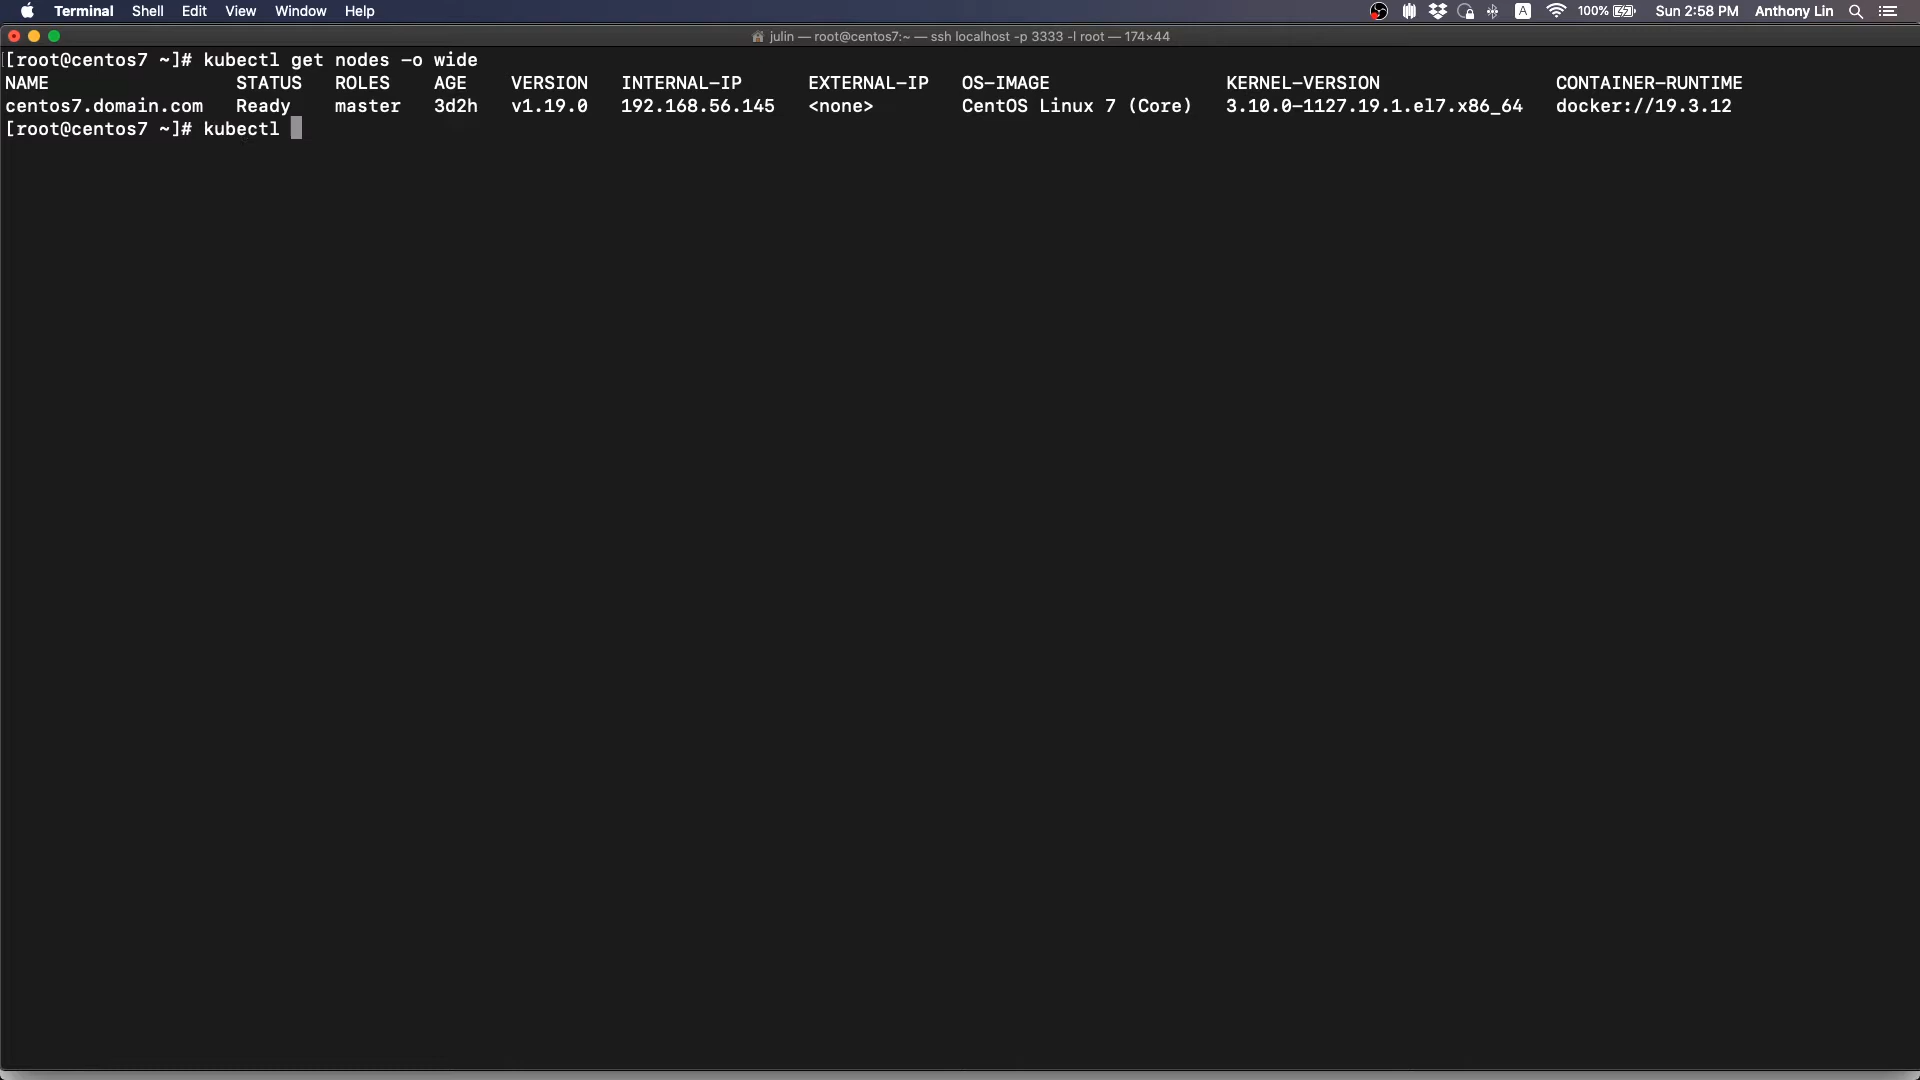 Terminal Shell Edit View Window Help A 100% Sun 2:58 PM Anthony Lin
julin — root@centos7:~ — ssh localhost -p 3333 -l root — 174×44
[[root@centos7 ~]# kubectl get nodes -o wide
NAME STATUS ROLES AGE VERSION INTERNAL-IP EXTERNAL-IP OS-IMAGE KERNEL-VERSION CONTAINER-RUNTIME
centos7.domain.com Ready master 3d2h v1.19.0 192.168.56.145 <none> CentOS Linux 7 (Core) 3.10.0-1127.19.1.el7.x86_64 docker://19.3.12
[root@centos7 ~]# kubectl